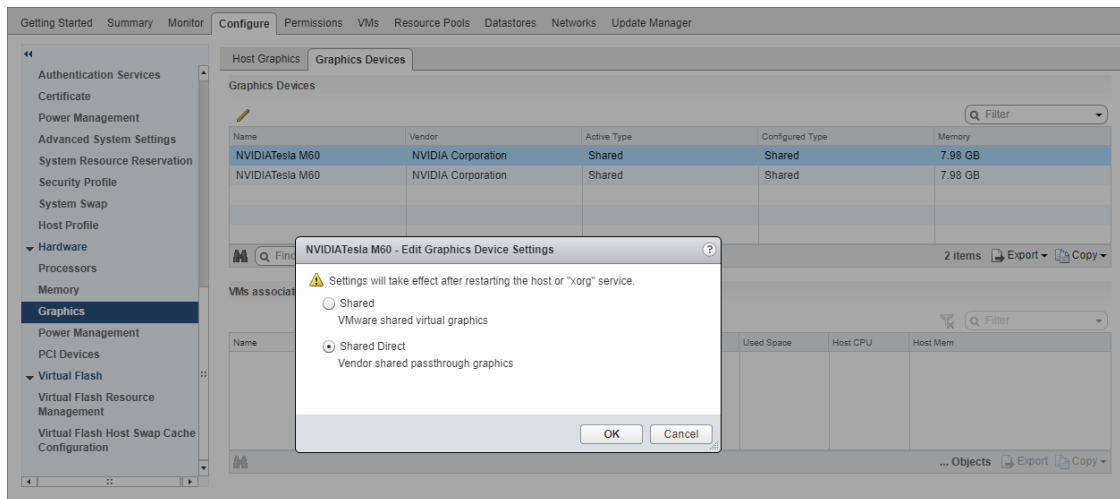 Getting Started Summary Monitor Configure Permissions VMs Resource Pools Datastores Networks Update Manager
Authentication Services
Certificate
Power Management
Advanced System Settings
System Resource Reservation
Security Profile
System Swap
Host Profile
Hardware
Processors
Memory
Graphics
Power Management
PCI Devices
Virtual Flash
Virtual Flash Resource
Management
Virtual Flash Host Swap Cache
Configuration
Host Graphics Graphics Devices
Graphics Devices
Filter
Name Vendor Active Type Configured Type Memory
NVIDIATesla M60 NVIDIA Corporation Shared Shared 7.98 GB
NVIDIATesla M60 NVIDIA Corporation Shared Shared 7.98 GB
2 items Export Copy
NVIDIATesla M60 - Edit Graphics Device Settings ?
Settings will take effect after restarting the host or "xorg" service.
Shared
VMware shared virtual graphics
Shared Direct
Vendor shared passthrough graphics
OK Cancel
Filter
Name Used Space Host CPU Host Mem
... Objects Export Copy